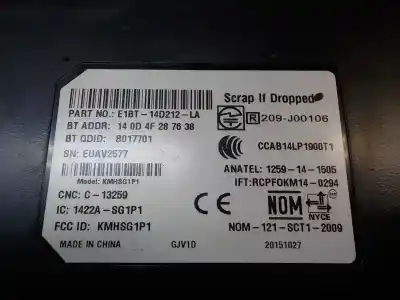 Scrap If Dropped
PART NO.: E1BT-14D212-LA
R 209-J00106
BT ADDR: 14 0D 4F 28 76 38
BT QDID: 8017701
CCAB14LP1900T1
SN: EUAV2577
ANATEL: 1259-14-1505
Model: KMHSG1P1
IFT:RCPFOKM14-0294
CNC: C-13259
IC: 1422A-SG1P1
CE
NOM
NYCE
FCC ID: KMHSG1P1
NOM-121-SCT1-2009
MADE IN CHINA
GJV1D
20151027